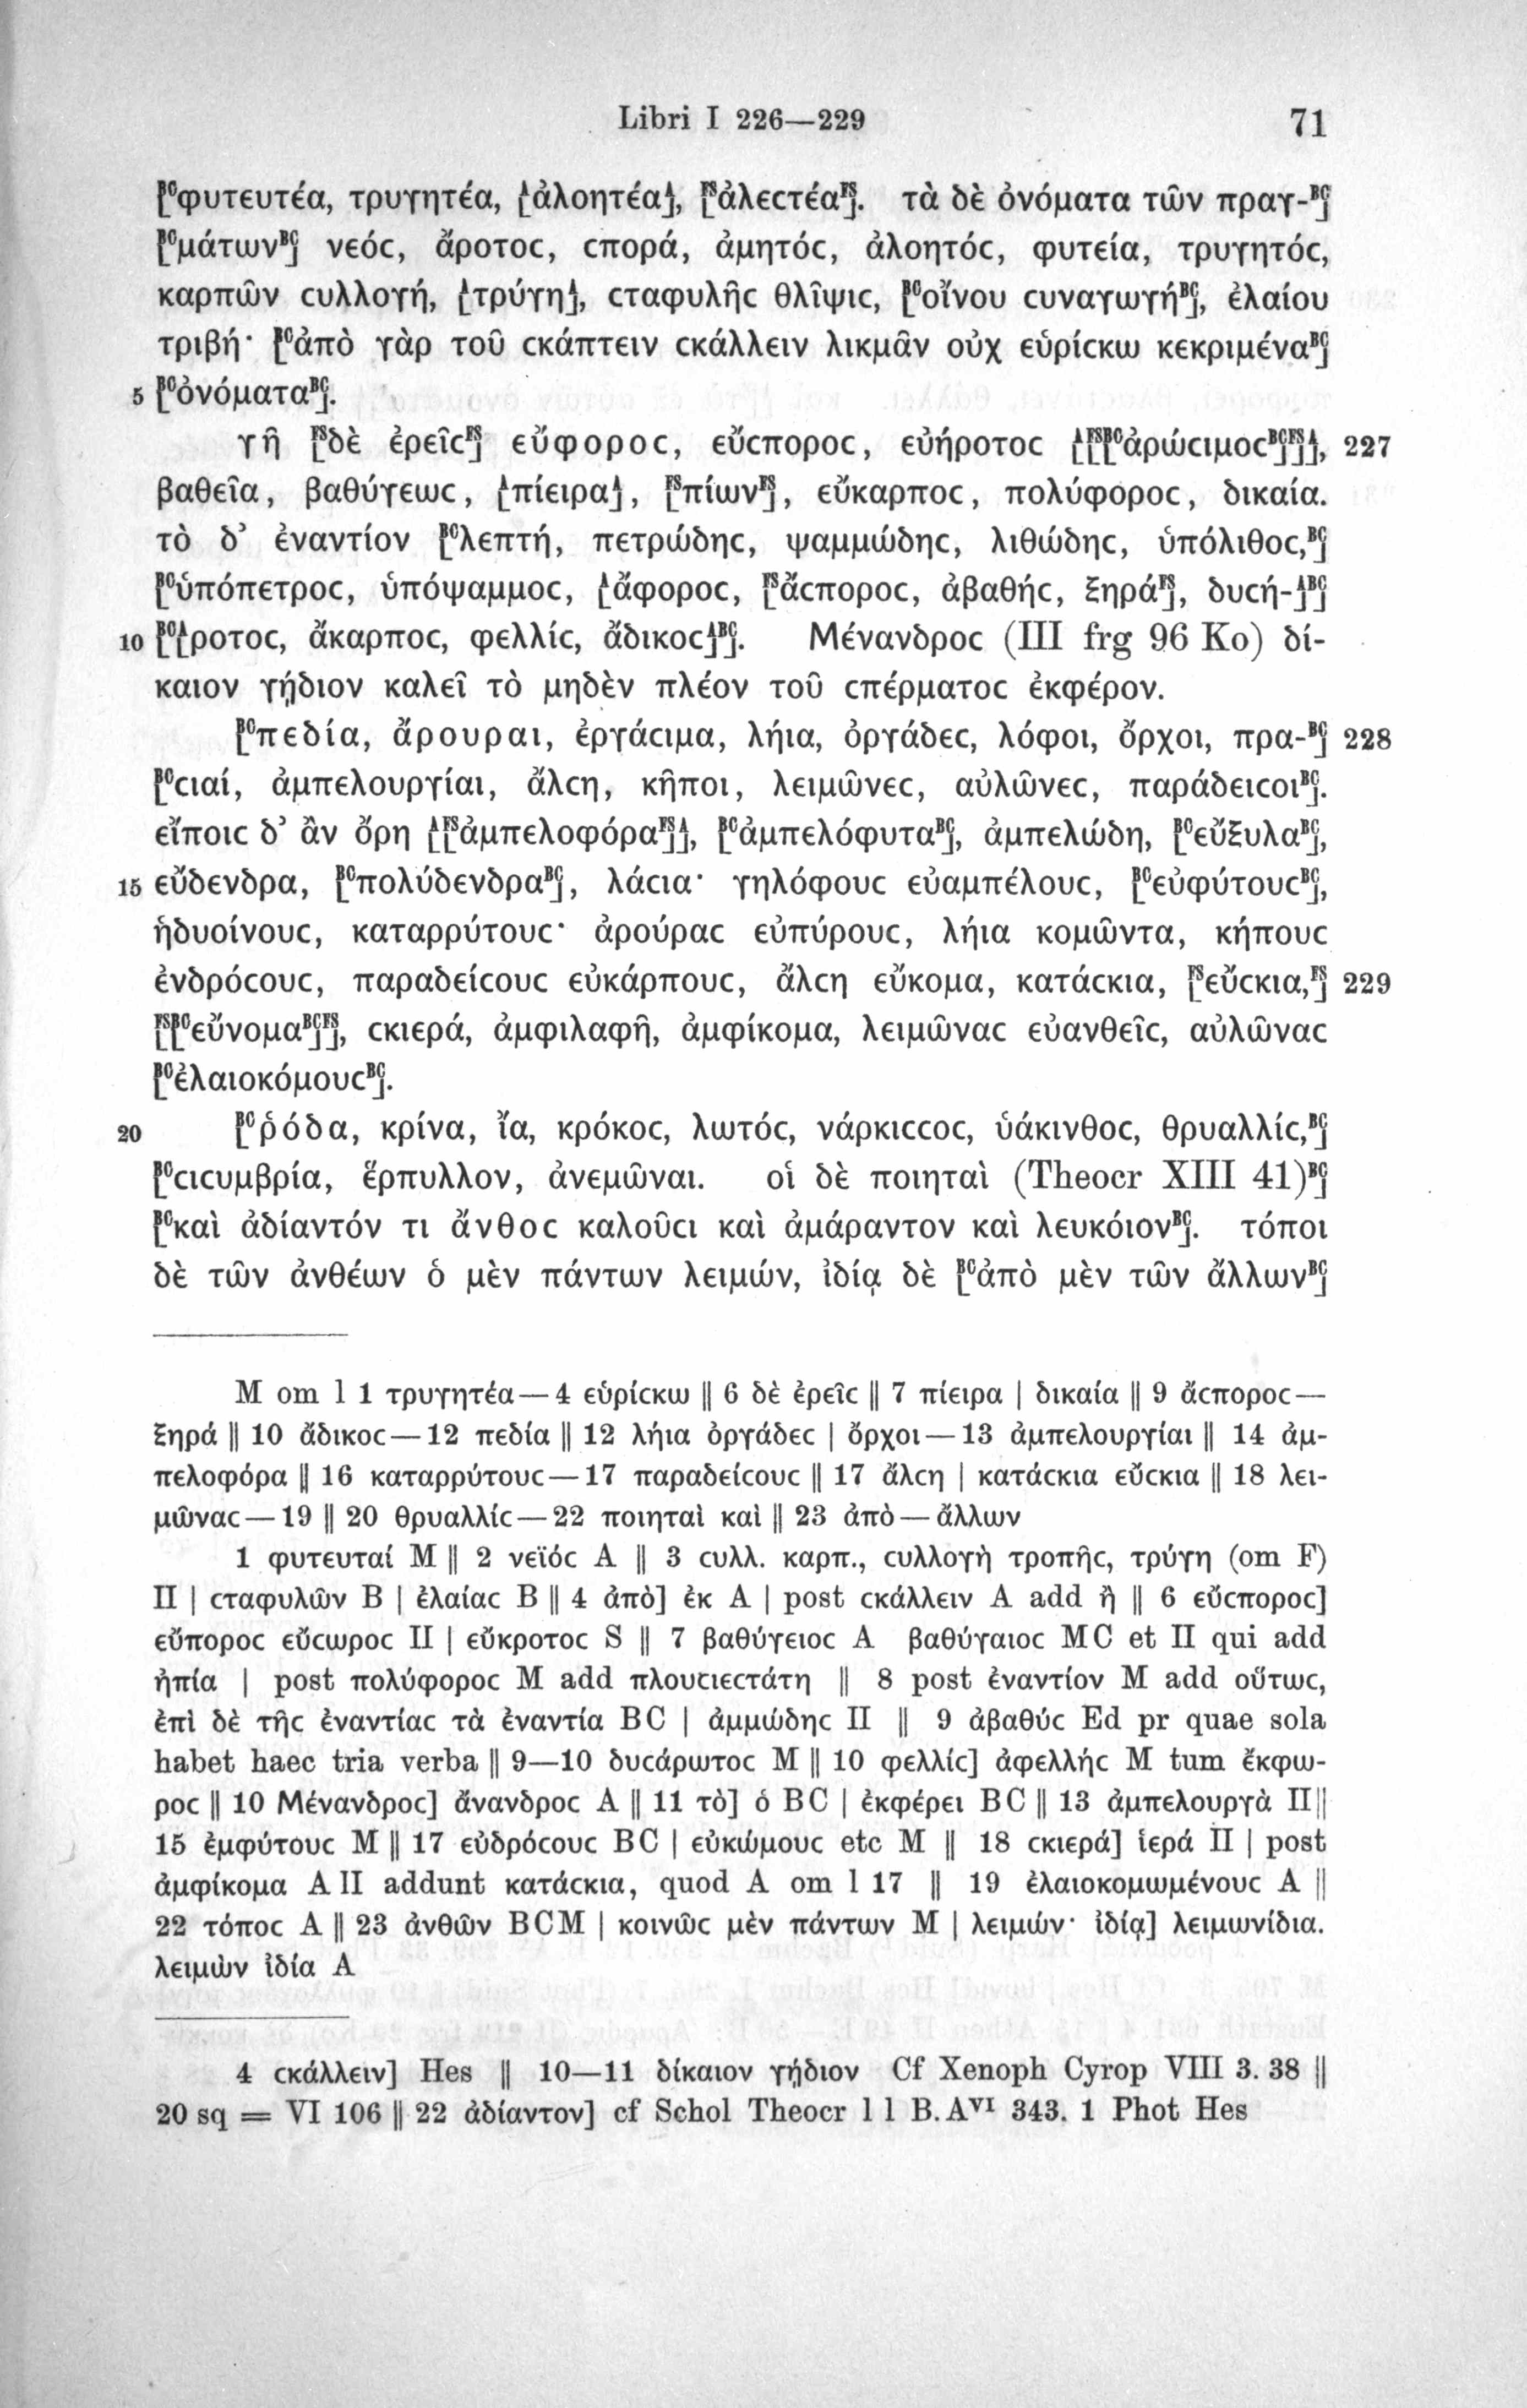 Libri I 226—229 71
[ᴮᶜφυτευτέα, τρυγητέα, [ᴬἀλοητέαᴬ], [ꟳˢἀλεϲτέαꟳˢ]. τὰ δὲ ὀνόματα τῶν πραγ-ᴮᶜ]
[ᴮᶜμάτωνᴮᶜ] νεόϲ, ἄροτοϲ, ϲπορά, ἀμητόϲ, ἀλοητόϲ, φυτεία, τρυγητόϲ,
καρπῶν ϲυλλογή, [ᴬτρύγηᴬ], ϲταφυλῆϲ θλῖψιϲ, [ᴮᶜοἴνου ϲυναγωγήᴮᶜ], ἐλαίου
τριβή· [ᴮᶜἀπὸ γὰρ τοῦ ϲκάπτειν ϲκάλλειν λικμᾶν οὐχ εὑρίϲκω κεκριμέναᴮᶜ]
5 [ᴮᶜὀνόματαᴮᶜ].
γῆ [ꟳˢδὲ ἐρεῖϲꟳˢ] εὔφοροϲ, εὔϲποροϲ, εὐήροτοϲ [ᴬ[ꟳˢ[ᴮᶜἀρώϲιμοϲᴮᶜ]ꟳˢ]ᴬ], 227
βαθεῖα, βαθύγεωϲ, [ᴬπίειραᴬ], [ꟳˢπίωνꟳˢ], εὔκαρποϲ, πολύφοροϲ, δικαία.
τὸ δ’ ἐναντίον [ᴮᶜλεπτή, πετρώδηϲ, ψαμμώδηϲ, λιθώδηϲ, ὑπόλιθοϲ,ᴮᶜ]
[ᴮᶜὑπόπετροϲ, ὑπόψαμμοϲ, [ᴬἄφοροϲ, [ꟳˢἄϲποροϲ, ἀβαθήϲ, ξηράꟳˢ], δυϲή-ᴬ]ᴮᶜ]
10 [ᴮᶜ[ᴬροτοϲ, ἄκαρποϲ, φελλίϲ, ἄδικοϲᴬ]ᴮᶜ]. Μένανδροϲ (III frg 96 Ko) δί-
καιον γῄδιον καλεῖ τὸ μηδὲν πλέον τοῦ ϲπέρματοϲ ἐκφέρον.
[ᴮᶜπεδία, ἄρουραι, ἐργάϲιμα, λήια, ὀργάδεϲ, λόφοι, ὄρχοι, πρα-ᴮᶜ] 228
[ᴮᶜϲιαί, ἀμπελουργίαι, ἄλϲη, κῆποι, λειμῶνεϲ, αὐλῶνεϲ, παράδειϲοιᴮᶜ].
εἴποιϲ δ’ ἂν ὄρη [ᴬ[ꟳˢἀμπελοφόραꟳˢ]ᴬ], [ᴮᶜἀμπελόφυταᴮᶜ], ἀμπελώδη, [ᴮᶜεὔξυλαᴮᶜ],
15 εὔδενδρα, [ᴮᶜπολύδενδραᴮᶜ], λάϲια· γηλόφουϲ εὐαμπέλουϲ, [ᴮᶜεὐφύτουϲᴮᶜ],
ἡδυοίνουϲ, καταρρύτουϲ· ἀρούραϲ εὐπύρουϲ, λήια κομῶντα, κήπουϲ
ἐνδρόϲουϲ, παραδείϲουϲ εὐκάρπουϲ, ἄλϲη εὔκομα, κατάϲκια, [ꟳˢεὔϲκια,ꟳˢ] 229
[ꟳˢ[ᴮᶜεὔνομαᴮᶜ]ꟳˢ], ϲκιερά, ἀμφιλαφῆ, ἀμφίκομα, λειμῶναϲ εὐανθεῖϲ, αὐλῶναϲ
[ᴮᶜἐλαιοκόμουϲᴮᶜ].
20 [ᴮᶜῥόδα, κρίνα, ἴα, κρόκοϲ, λωτόϲ, νάρκιϲϲοϲ, ὑάκινθοϲ, θρυαλλίϲ,ᴮᶜ]
[ᴮᶜϲιϲυμβρία, ἕρπυλλον, ἀνεμῶναι. οἱ δὲ ποιηταὶ (Theocr XIII 41)ᴮᶜ]
[ᴮᶜκαὶ ἀδίαντόν τι ἄνθοϲ καλοῦϲι καὶ ἀμάραντον καὶ λευκόιονᴮᶜ]. τόποι
δὲ τῶν ἀνθέων ὁ μὲν πάντων λειμών, ἰδίᾳ δὲ [ᴮᶜἀπὸ μὲν τῶν ἄλλωνᴮᶜ]
M om l 1 τρυγητέα—4 εὑρίϲκω || 6 δὲ ἐρεῖϲ || 7 πίειρα | δικαία || 9 ἄϲποροϲ—
ξηρά || 10 ἄδικοϲ—12 πεδία || 12 λήια ὀργάδεϲ | ὄρχοι—13 ἀμπελουργίαι || 14 ἀμ-
πελοφόρα || 16 καταρρύτουϲ—17 παραδείϲουϲ || 17 ἄλϲη | κατάϲκια εὔϲκια || 18 λει-
μῶναϲ—19 || 20 θρυαλλίϲ—22 ποιηταὶ καὶ || 23 ἀπὸ—ἄλλων
1 φυτευταί M || 2 νεϊόϲ A || 3 ϲυλλ. καρπ., ϲυλλογὴ τροπῆϲ, τρύγη (om F)
II | ϲταφυλῶν B | ἐλαίαϲ B || 4 ἀπὸ] ἐκ A | post ϲκάλλειν A add ἢ || 6 εὔϲποροϲ]
εὔποροϲ εὔϲωροϲ II | εὔκροτοϲ S || 7 βαθύγειοϲ A βαθύγαιοϲ MC et II qui add
ἠπία | post πολύφοροϲ M add πλουϲιεϲτάτη || 8 post ἐναντίον M add οὕτωϲ,
ἐπὶ δὲ τῆϲ ἐναντίαϲ τὰ ἐναντία BC | ἀμμώδηϲ II || 9 ἀβαθύϲ Ed pr quae sola
habet haec tria verba || 9—10 δυϲάρωτοϲ M || 10 φελλίϲ] ἀφελλήϲ M tum ἔκφω-
ροϲ || 10 Μένανδροϲ] ἄνανδροϲ A || 11 τὸ] ὁ BC | ἐκφέρει BC || 13 ἀμπελουργὰ II ||
15 ἐμφύτουϲ M || 17 εὐδρόϲουϲ BC | εὐκώμουϲ etc M || 18 ϲκιερά] ἱερά II | post
ἀμφίκομα A II addunt κατάϲκια, quod A om l 17 || 19 ἐλαιοκομωμένουϲ A ||
22 τόποϲ A || 23 ἀνθῶν BCM | κοινῶϲ μὲν πάντων M | λειμών· ἰδίᾳ] λειμωνίδια.
λειμὼν ἰδία A
4 ϲκάλλειν] Hes || 10—11 δίκαιον γῄδιον Cf Xenoph Cyrop VIII 3. 38 ||
20 sq = VI 106 || 22 ἀδίαντον] cf Schol Theocr l l B. Aⱽᴵ 343. 1 Phot Hes